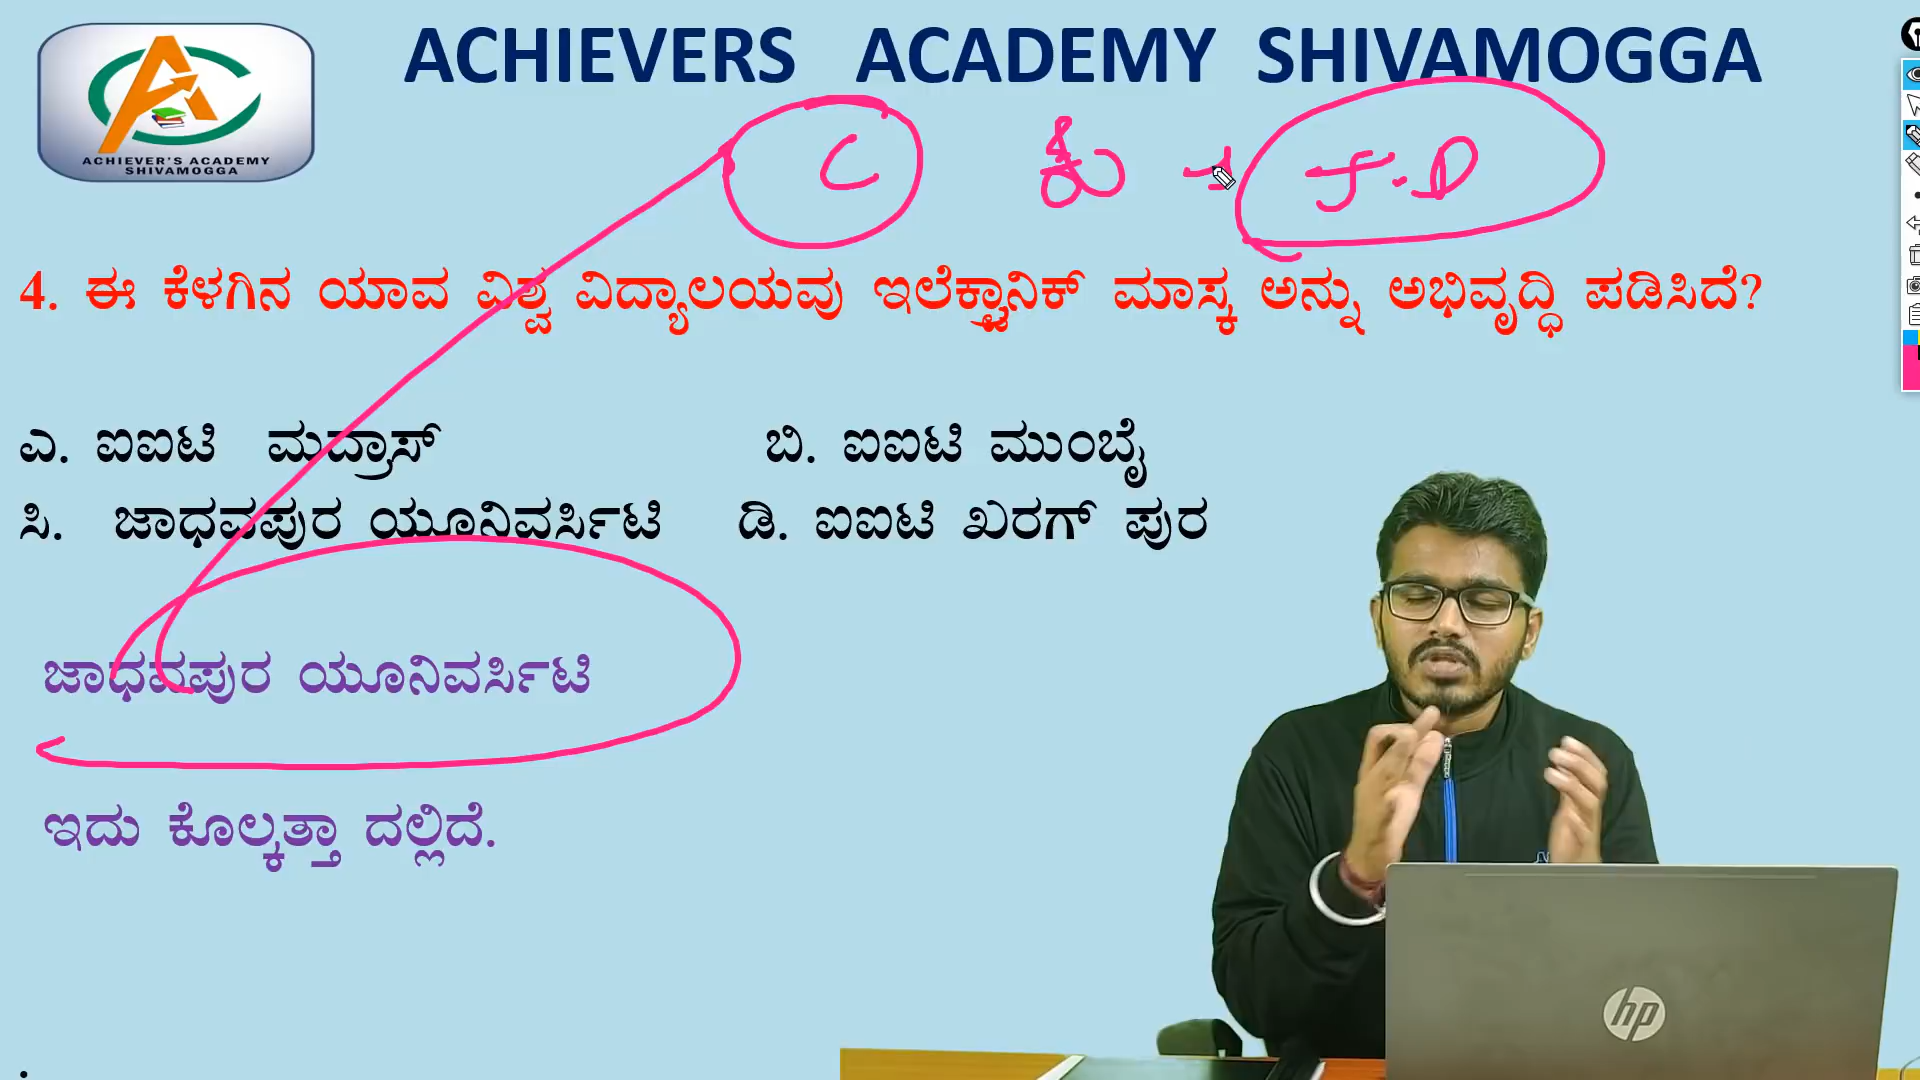 ACHIEVERS ACADEMY SHIVAMOGGA
ACHIEVER'S ACADEMY
SHIVAMOGGA
C
F.D
4. ಈ ಕೆಳಗಿನ ಯಾವ ವಿಶ್ವ ವಿದ್ಯಾಲಯವು ಇಲೆಕ್ಟ್ರಾನಿಕ್ ಮಾಸ್ಕ ಅನ್ನು ಅಭಿವೃದ್ಧಿ ಪಡಿಸಿದೆ?
ಎ. ಐಐಟಿ ಮದ್ರಾಸ್ ಬಿ. ಐಐಟಿ ಮುಂಬೈ
ಸಿ. ಜಾಧವಪುರ ಯೂನಿವರ್ಸಿಟಿ ಡಿ. ಐಐಟಿ ಖರಗ್ ಪುರ
ಜಾಧವಪುರ ಯೂನಿವರ್ಸಿಟಿ
ಇದು ಕೊಲ್ಕತ್ತಾ ದಲ್ಲಿದೆ.
hp